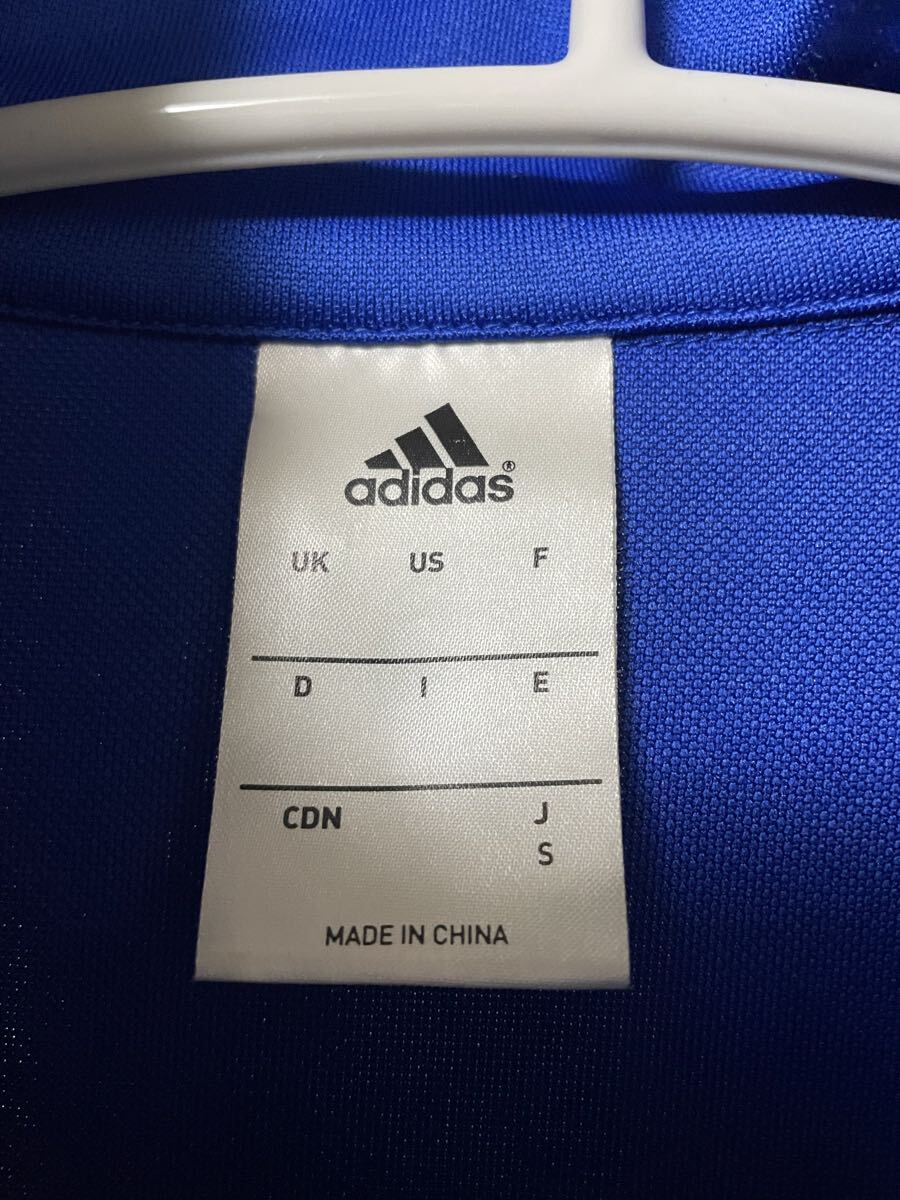 adidas®
UK US F
D I E
CDN J
S
MADE IN CHINA